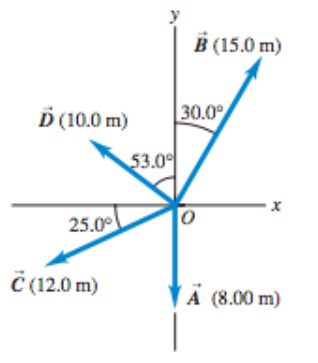 y
B⃗ (15.0 m)
30.0°
D⃗ (10.0 m)
53.0°
x
O
25.0°
C⃗ (12.0 m)
A⃗ (8.00 m)